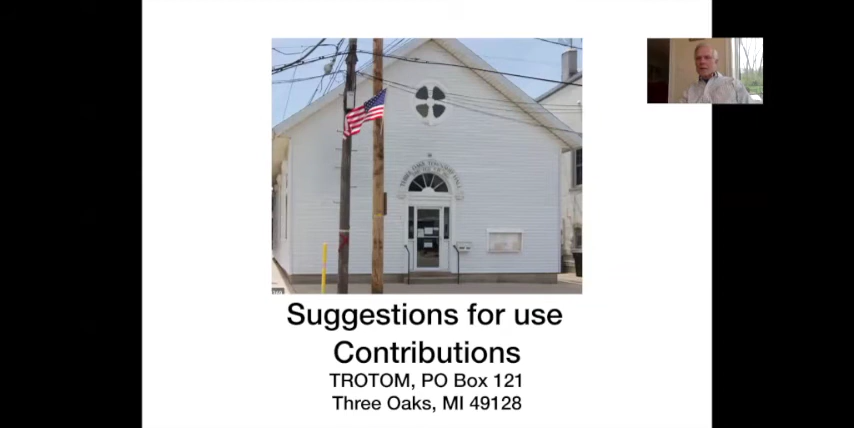 Suggestions for use
Contributions
TROTOM, PO Box 121
Three Oaks, MI 49128